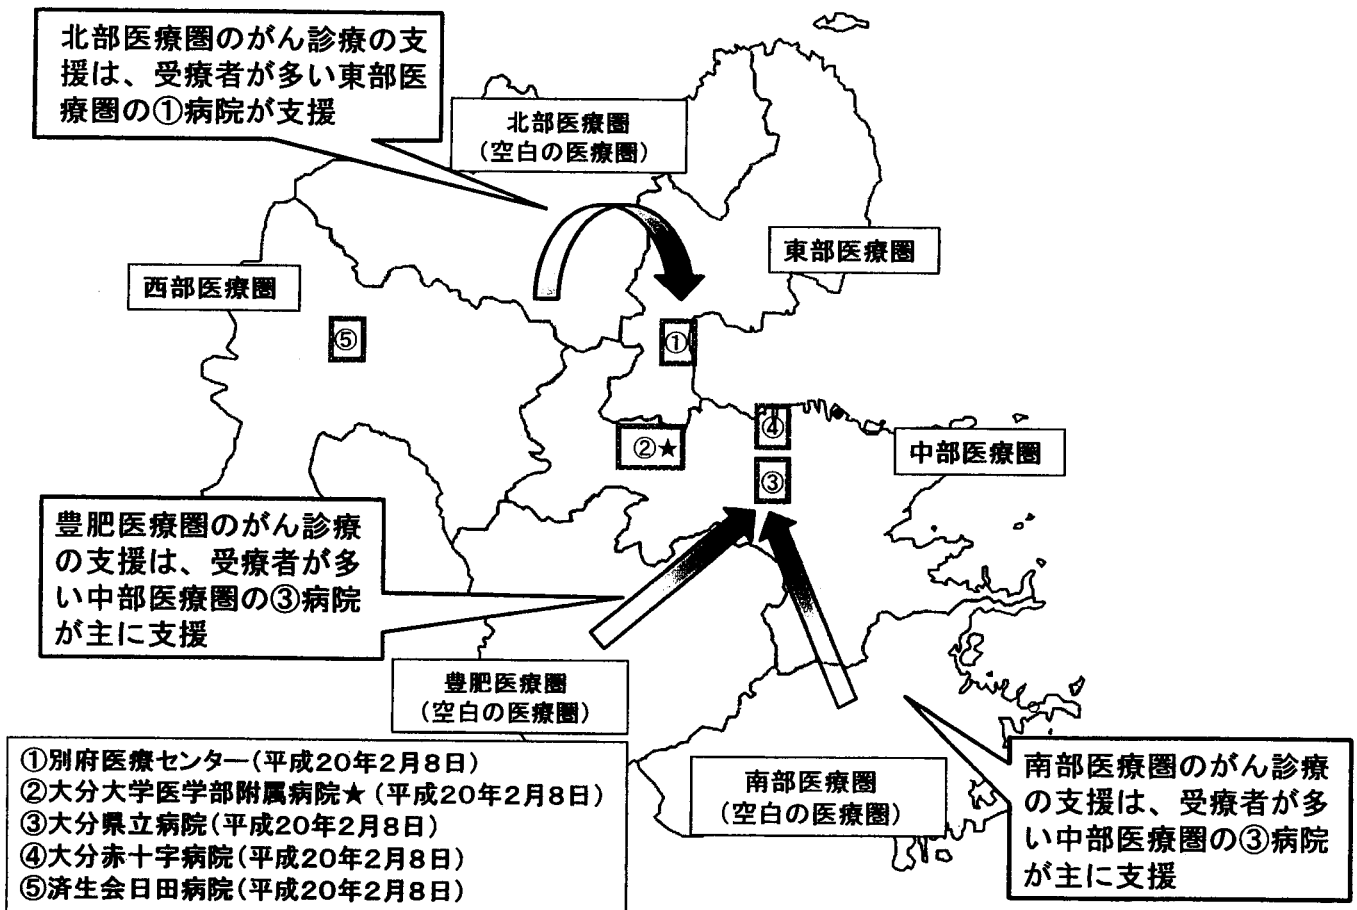 北部医療圏のがん診療の支
援は、受療者が多い東部医
療圏の①病院が支援
北部医療圏
(空白の医療圏)
東部医療圏
西部医療圏
⑤
①
④
②★
③
中部医療圏
豊肥医療圏のがん診療
の支援は、受療者が多
い中部医療圏の③病院
が主に支援
豊肥医療圏
(空白の医療圏)
南部医療圏
(空白の医療圏)
南部医療圏のがん診療
の支援は、受療者が多
い中部医療圏の③病院
が主に支援
①別府医療センター(平成20年2月8日)
②大分大学医学部附属病院★(平成20年2月8日)
③大分県立病院(平成20年2月8日)
④大分赤十字病院(平成20年2月8日)
⑤済生会日田病院(平成20年2月8日)